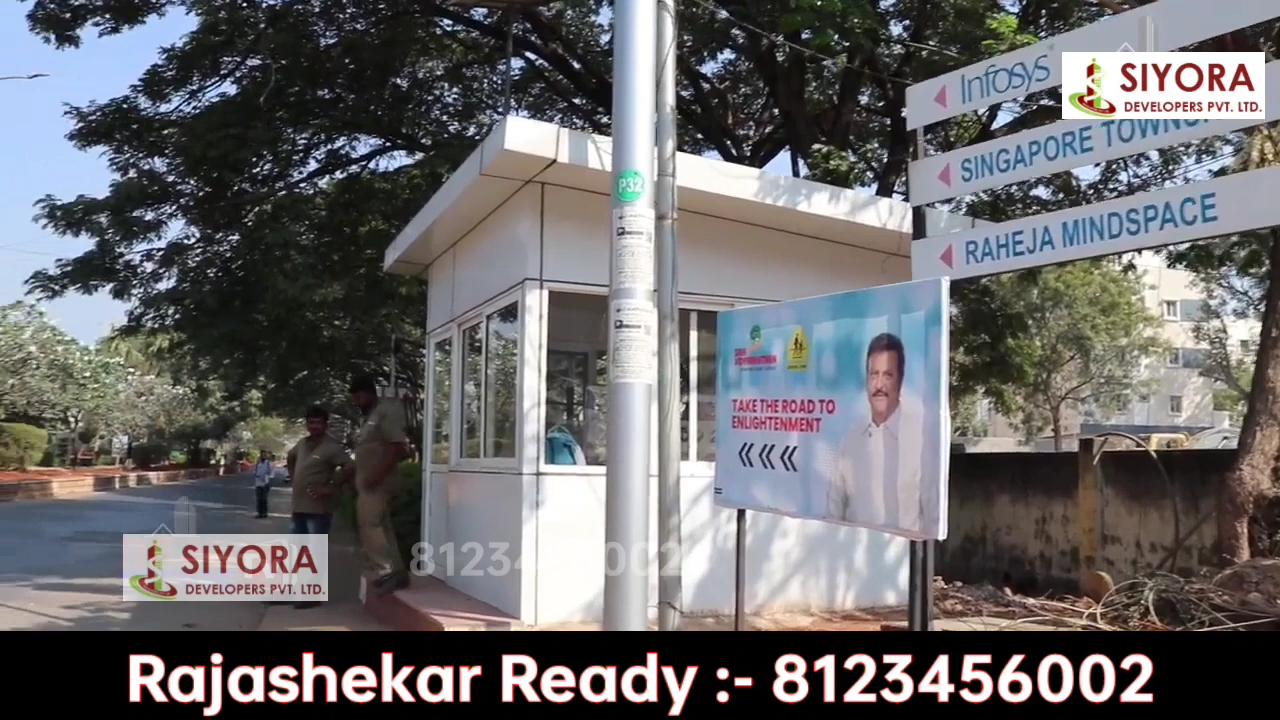 Infosys
SIYORA
DEVELOPERS PVT. LTD.
SINGAPORE
RAHEJA MINDSPACE
P32
TAKE THE ROAD TO
ENLIGHTENMENT
SIYORA
DEVELOPERS PVT. LTD.
8123456002
Rajashekar Ready :- 8123456002